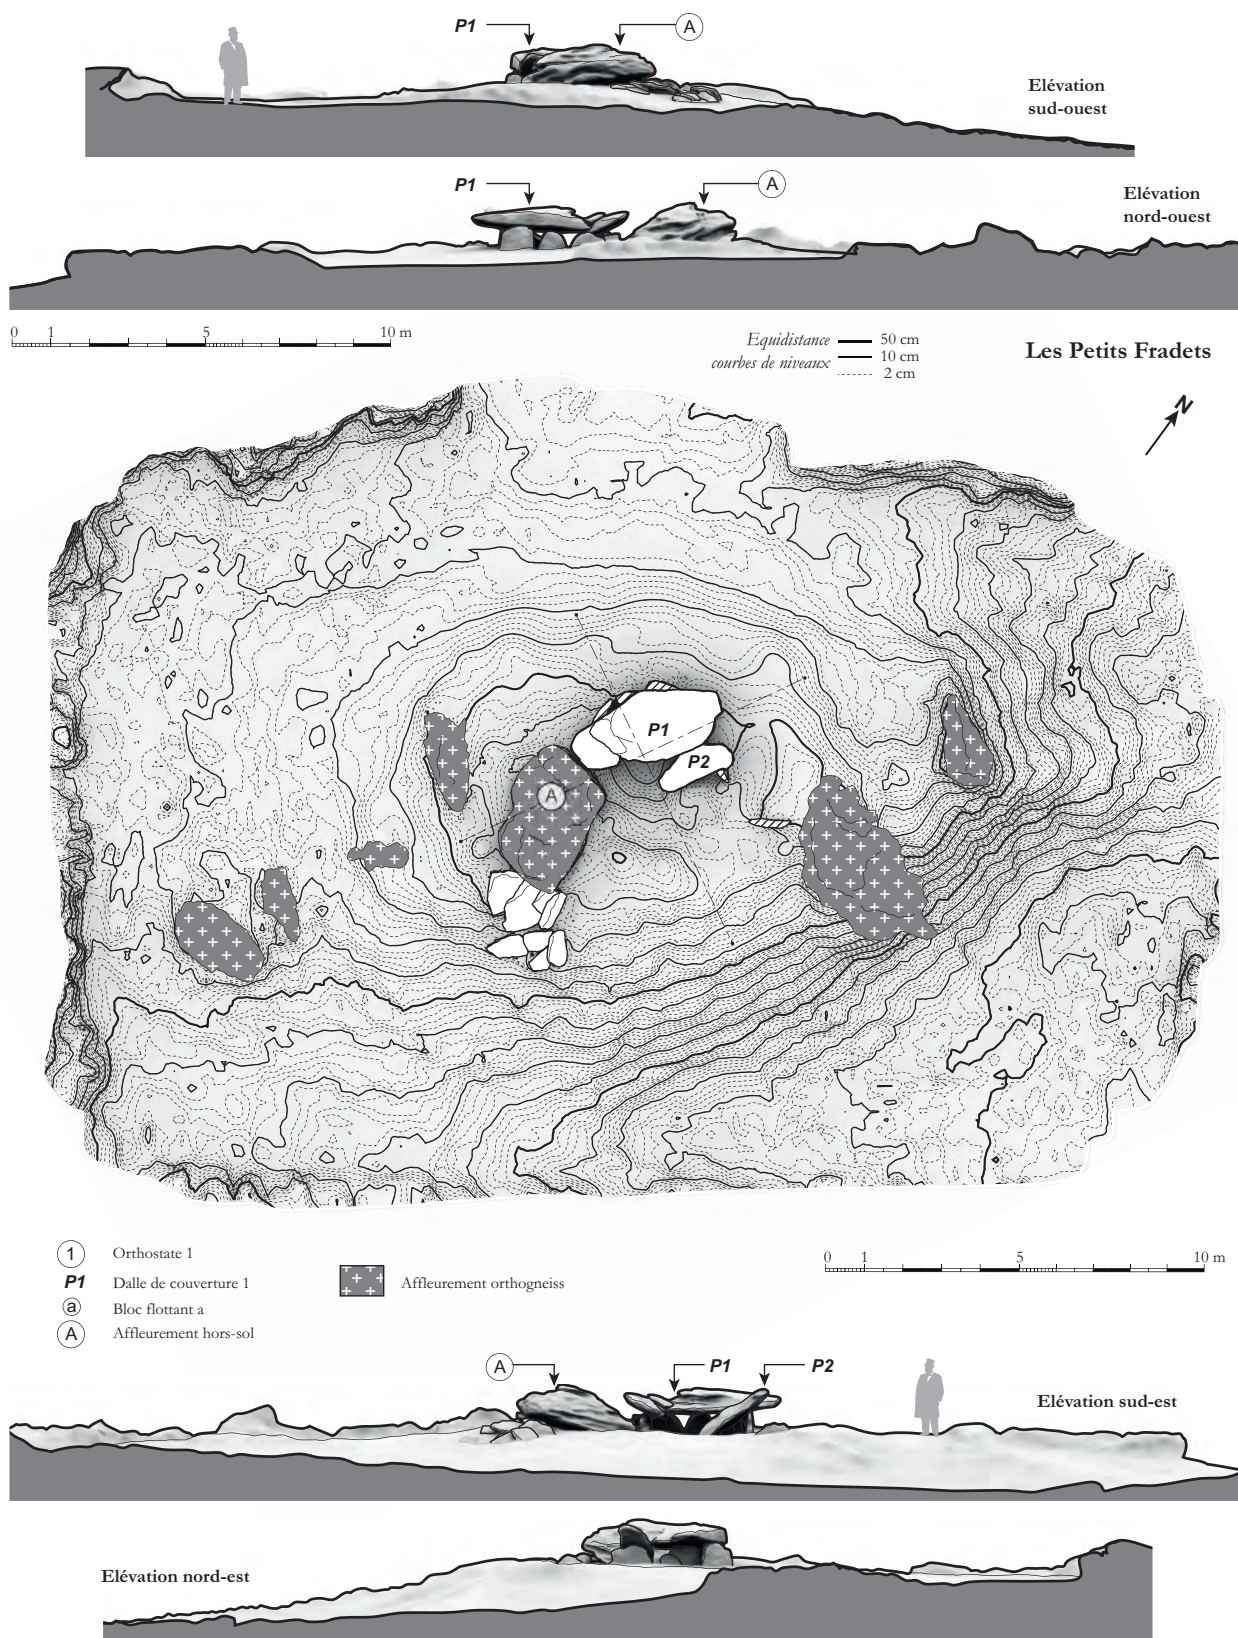 P1 A
Elévation
sud-ouest
P1 A
Elévation
nord-ouest
0 1 5 10 m
Equidistance 50 cm
courbes de niveaux 10 cm
2 cm
Les Petits Fradets
N
P1
P2
A
1 Orthostate 1
P1 Dalle de couverture 1
a Bloc flottant a
A Affleurement hors-sol
Affleurement orthogneiss
0 1 5 10 m
A P1 P2
Elévation sud-est
Elévation nord-est